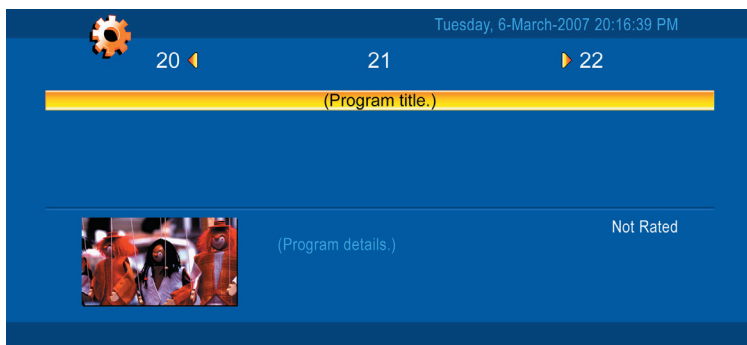 Tuesday, 6-March-2007 20:16:39 PM
20 21 22
(Program title.)
Not Rated
(Program details.)